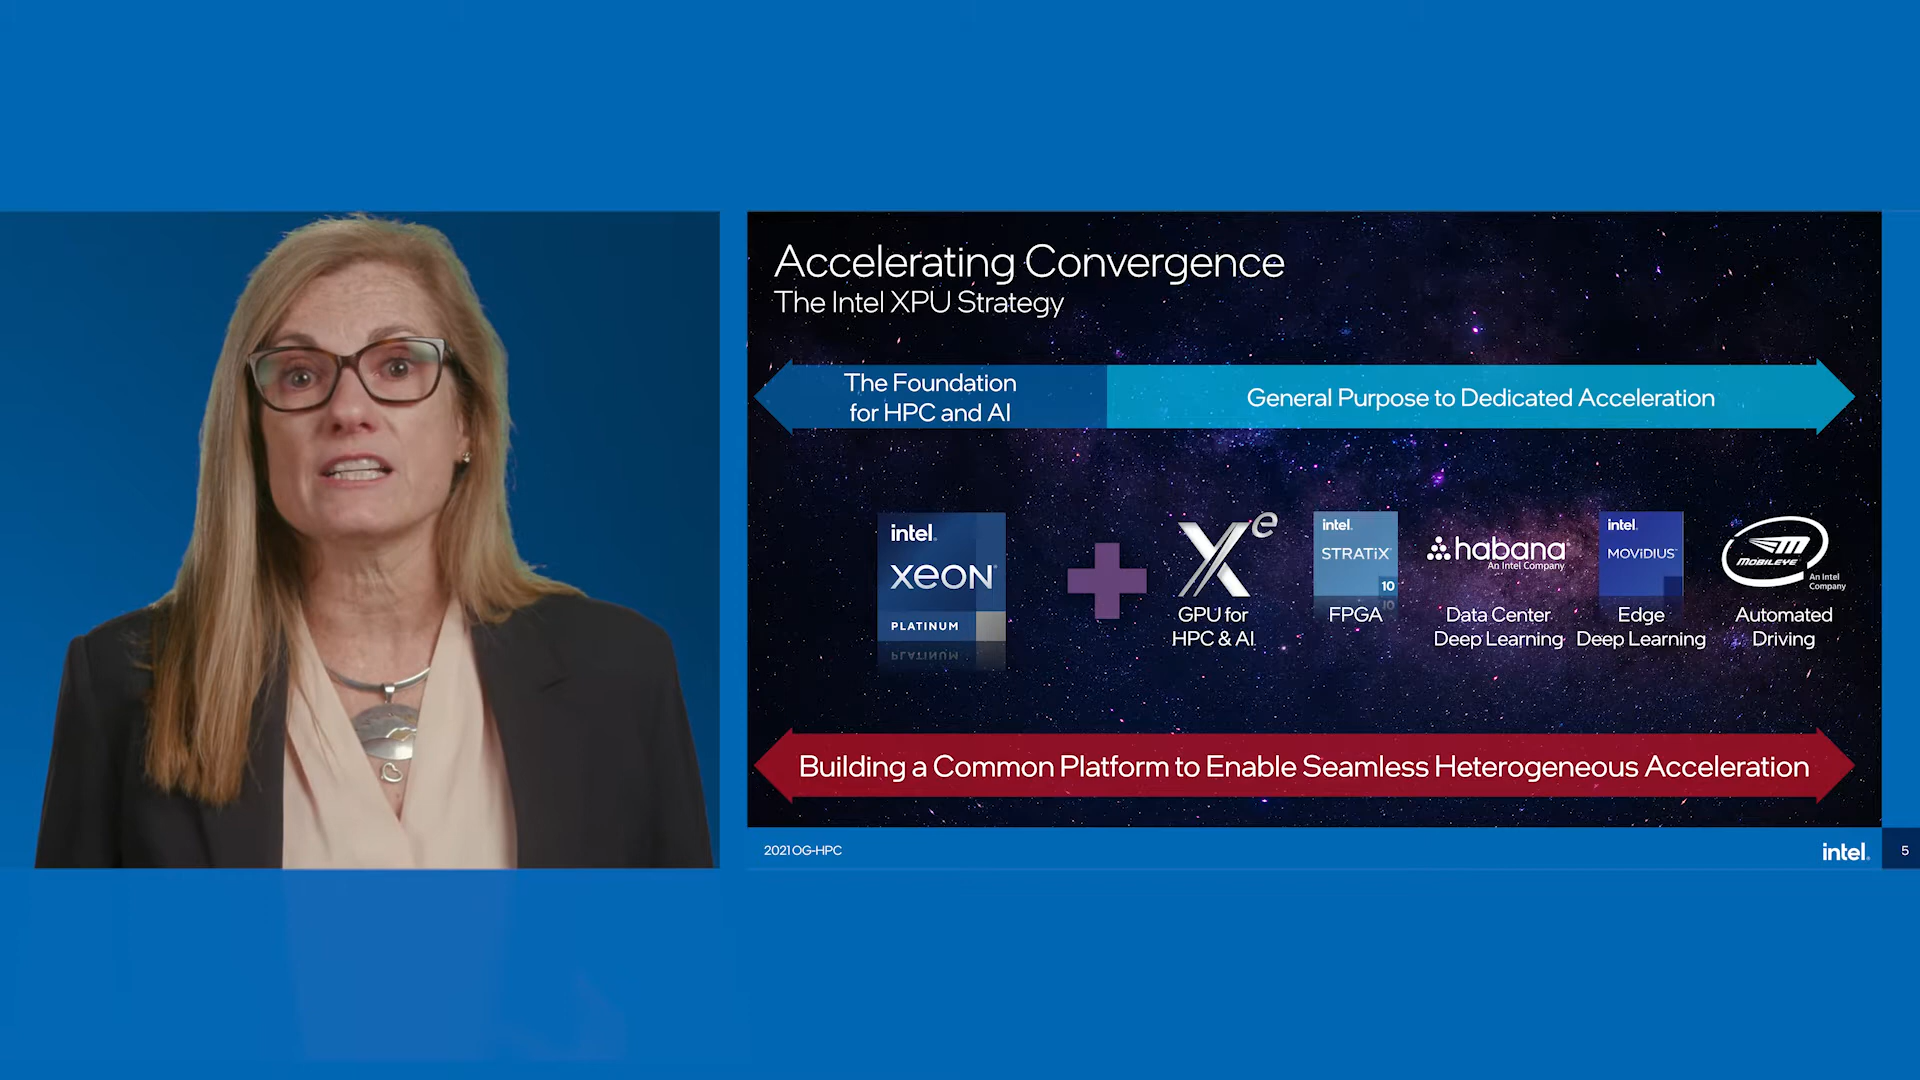 Accelerating Convergence
The Intel XPU Strategy
The Foundation
for HPC and AI
General Purpose to Dedicated Acceleration
intel.
XEON
PLATINUM
PLATINUM
Xe
GPU for
HPC & AI
intel.
STRATIX
10
10
FPGA
habana
An Intel Company
Data Center
Deep Learning
intel.
MOVIDIUS
Edge
Deep Learning
MOBILEYE
An Intel
Company
Automated
Driving
Building a Common Platform to Enable Seamless Heterogeneous Acceleration
2021 OG-HPC
intel.
5